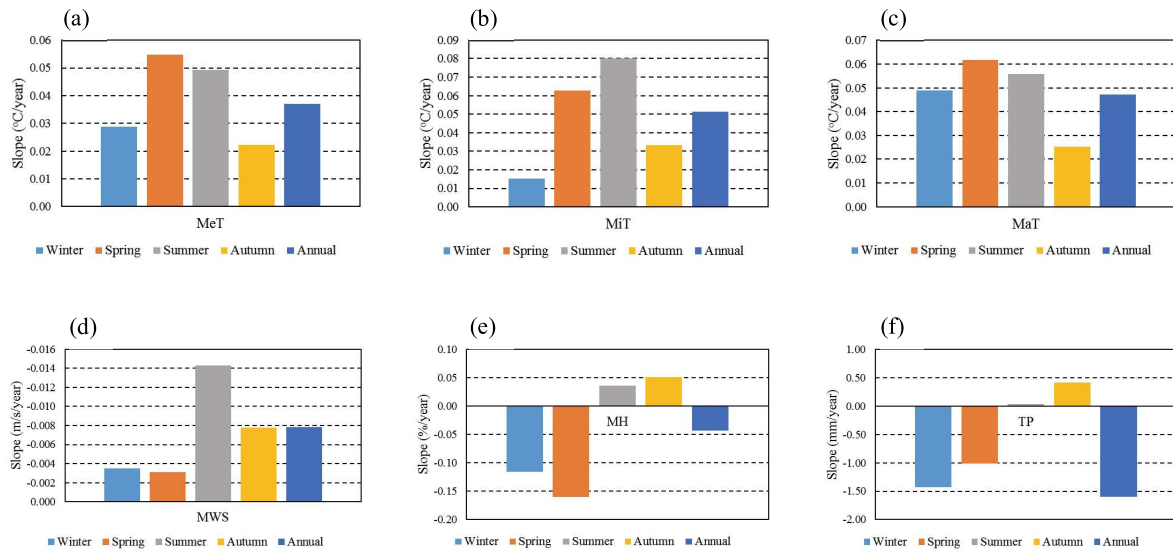 (a)
0.06
0.05
0.04
0.03
0.02
0.01
0.00
Slope (°C/year)
MeT
Winter Spring Summer Autumn Annual
(b)
0.09
0.08
0.07
0.06
0.05
0.04
0.03
0.02
0.01
0.00
Slope (°C/year)
MiT
Winter Spring Summer Autumn Annual
(c)
0.07
0.06
0.05
0.04
0.03
0.02
0.01
0.00
Slope (°C/year)
MaT
Winter Spring Summer Autumn Annual
(d)
-0.016
-0.014
-0.012
-0.010
-0.008
-0.006
-0.004
-0.002
0.000
Slope (m/s/year)
MWS
Winter Spring Summer Autumn Annual
(e)
0.10
0.05
0.00
-0.05
-0.10
-0.15
-0.20
Slope (%/year)
MH
Winter Spring Summer Autumn Annual
(f)
1.00
0.50
0.00
-0.50
-1.00
-1.50
-2.00
Slope (mm/year)
TP
Winter Spring Summer Autumn Annual